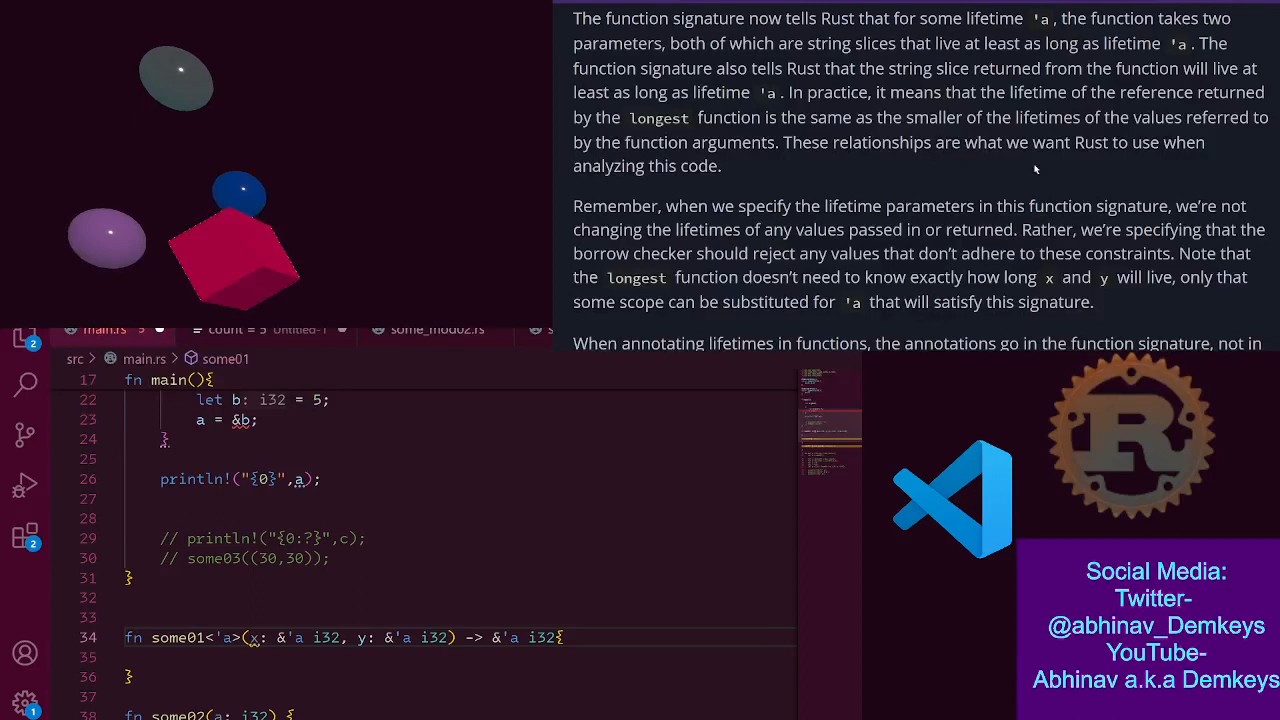 The function signature now tells Rust that for some lifetime 'a, the function takes two
parameters, both of which are string slices that live at least as long as lifetime 'a. The
function signature also tells Rust that the string slice returned from the function will live at
least as long as lifetime 'a. In practice, it means that the lifetime of the reference returned
by the longest function is the same as the smaller of the lifetimes of the values referred to
by the function arguments. These relationships are what we want Rust to use when
analyzing this code.
Remember, when we specify the lifetime parameters in this function signature, we’re not
changing the lifetimes of any values passed in or returned. Rather, we’re specifying that the
borrow checker should reject any values that don’t adhere to these constraints. Note that
the longest function doesn’t need to know exactly how long x and y will live, only that
some scope can be substituted for 'a that will satisfy this signature.
When annotating lifetimes in functions, the annotations go in the function signature, not in
main.rs 5
count = 5 Untitled-1
some_mod02.rs
src > main.rs > some01
17 fn main(){
22 let b: i32 = 5;
23 a = &b;
24 }
25
26 println!("{0}",a);
27
28
29 // println!("{0:?}",c);
30 // some03((30,30));
31 }
32
33
34 fn some01<'a>(x: &'a i32, y: &'a i32) -> &'a i32{
35
36 }
37
38 fn some02(a: i32) {
2
2
1
R
Social Media:
Twitter-
@abhinav_Demkeys
YouTube-
Abhinav a.k.a Demkeys